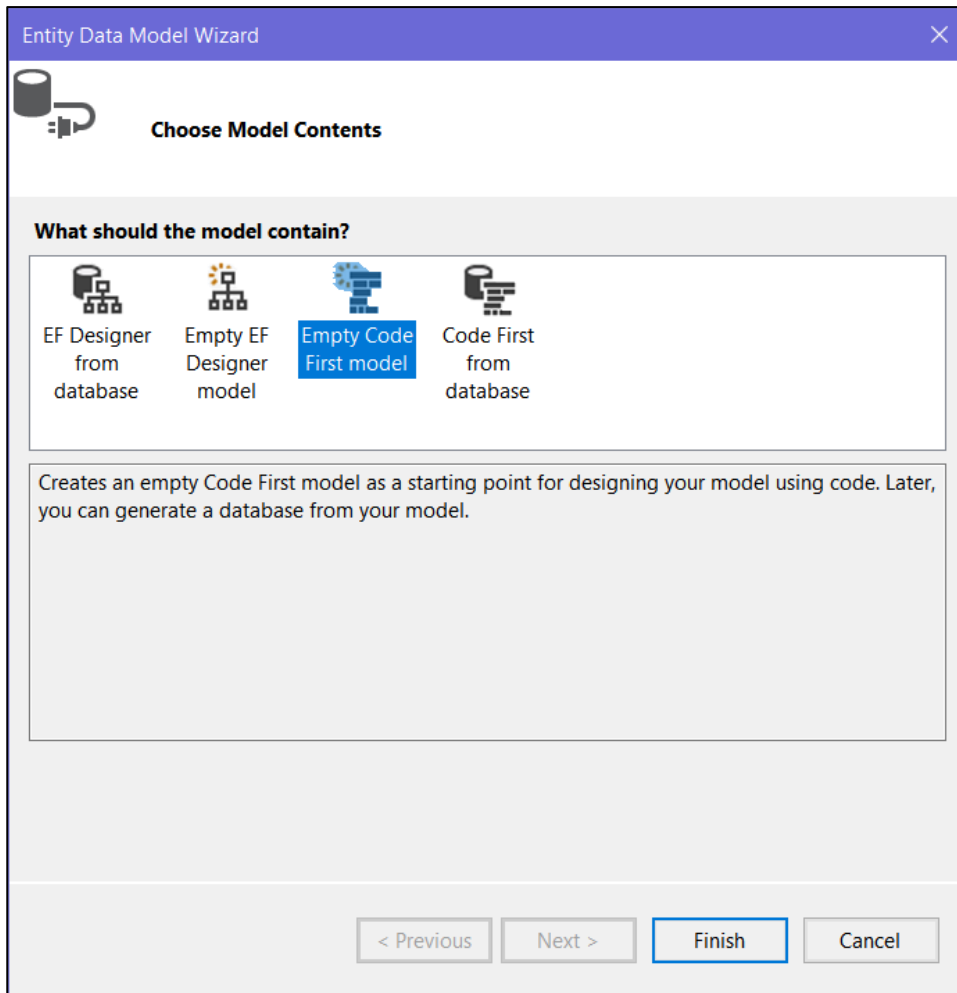 Entity Data Model Wizard
Choose Model Contents
What should the model contain?
EF Designer
from
database
Empty EF
Designer
model
Empty Code
First model
Code First
from
database
Creates an empty Code First model as a starting point for designing your model using code. Later,
you can generate a database from your model.
< Previous
Next >
Finish
Cancel